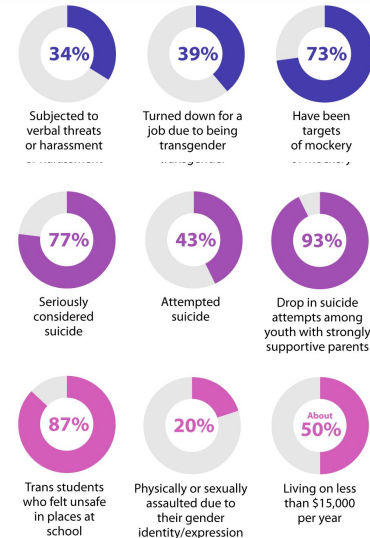 34%
39%
73%
Subjected to
verbal threats
or harassment
Turned down for a
job due to being
transgender
Have been
targets
of mockery
77%
43%
93%
Seriously
considered
suicide
Attempted
suicide
Drop in suicide
attempts among
youth with strongly
supportive parents
87%
20%
About
50%
Trans students
who felt unsafe
in places at
school
Physically or sexually
assaulted due to
their gender
identity/expression
Living on less
than $15,000
per year